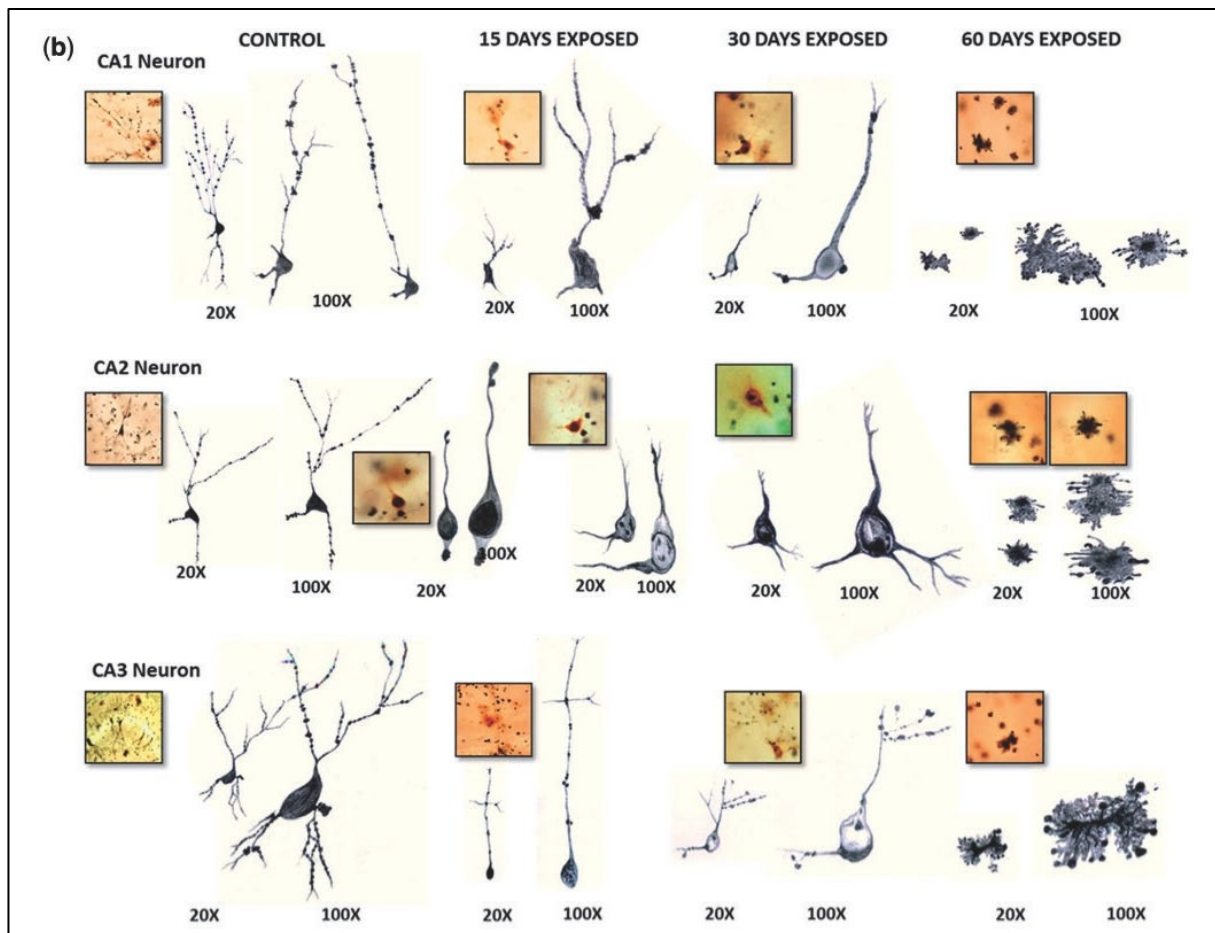 (b)
CONTROL 15 DAYS EXPOSED 30 DAYS EXPOSED 60 DAYS EXPOSED
CA1 Neuron
20X 100X 20X 100X 20X 100X 20X 100X
CA2 Neuron
20X 100X 20X 100X 20X 100X 20X 100X 20X 100X
CA3 Neuron
20X 100X 20X 100X 20X 100X 20X 100X